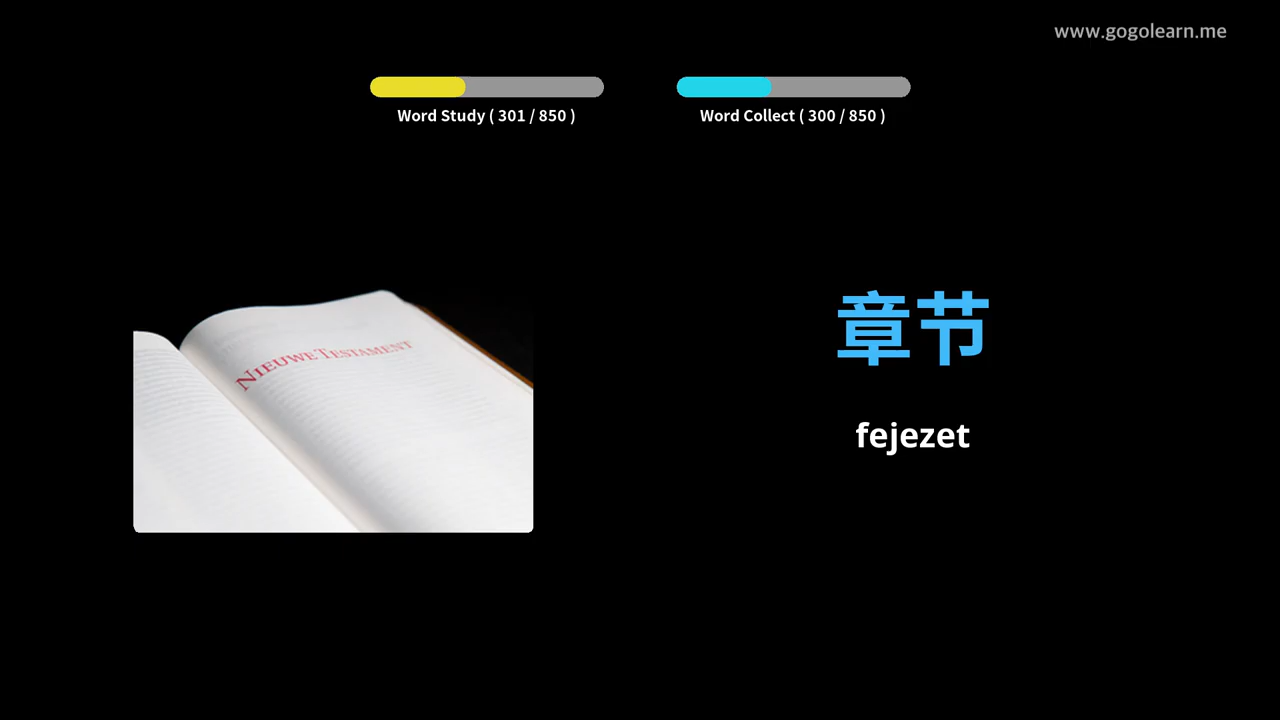 www.gogolearn.me
Word Study ( 301 / 850 )
Word Collect ( 300 / 850 )
NIEUWE TESTAMENT
章节
fejezet